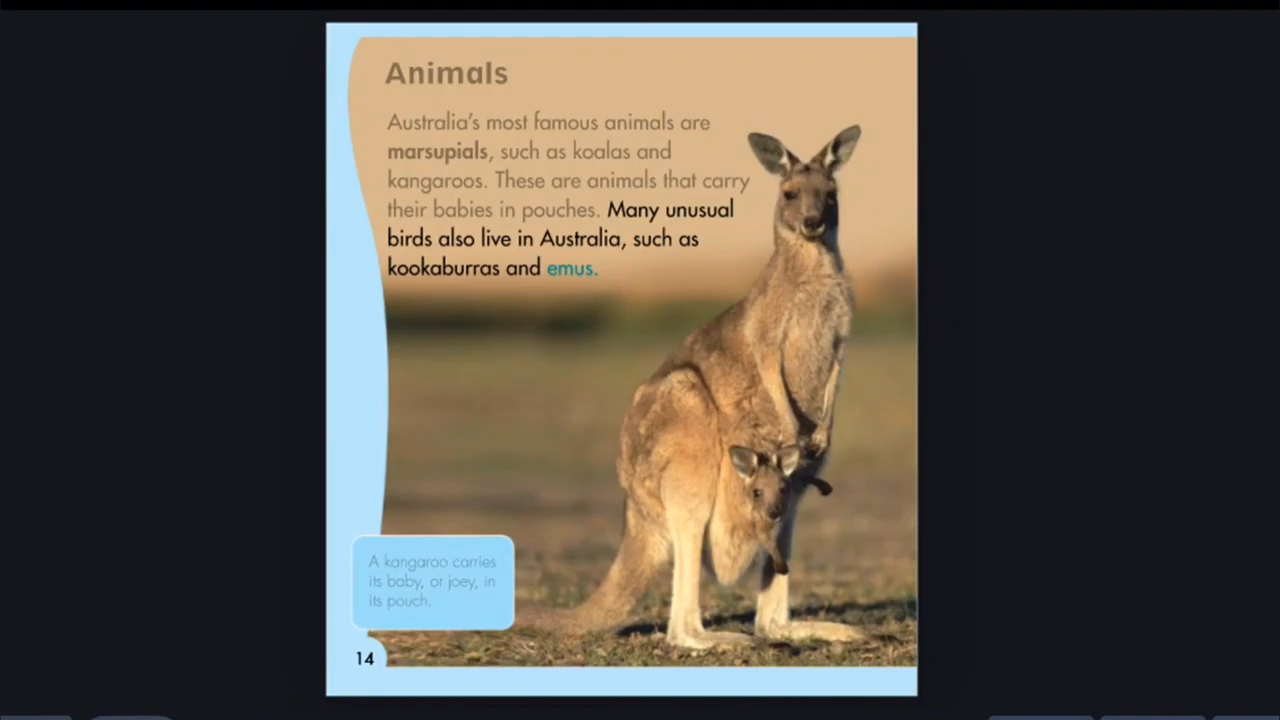 Animals
Australia's most famous animals are
marsupials, such as koalas and
kangaroos. These are animals that carry
their babies in pouches. Many unusual
birds also live in Australia, such as
kookaburras and emus.
A kangaroo carries
its baby, or joey, in
its pouch.
14